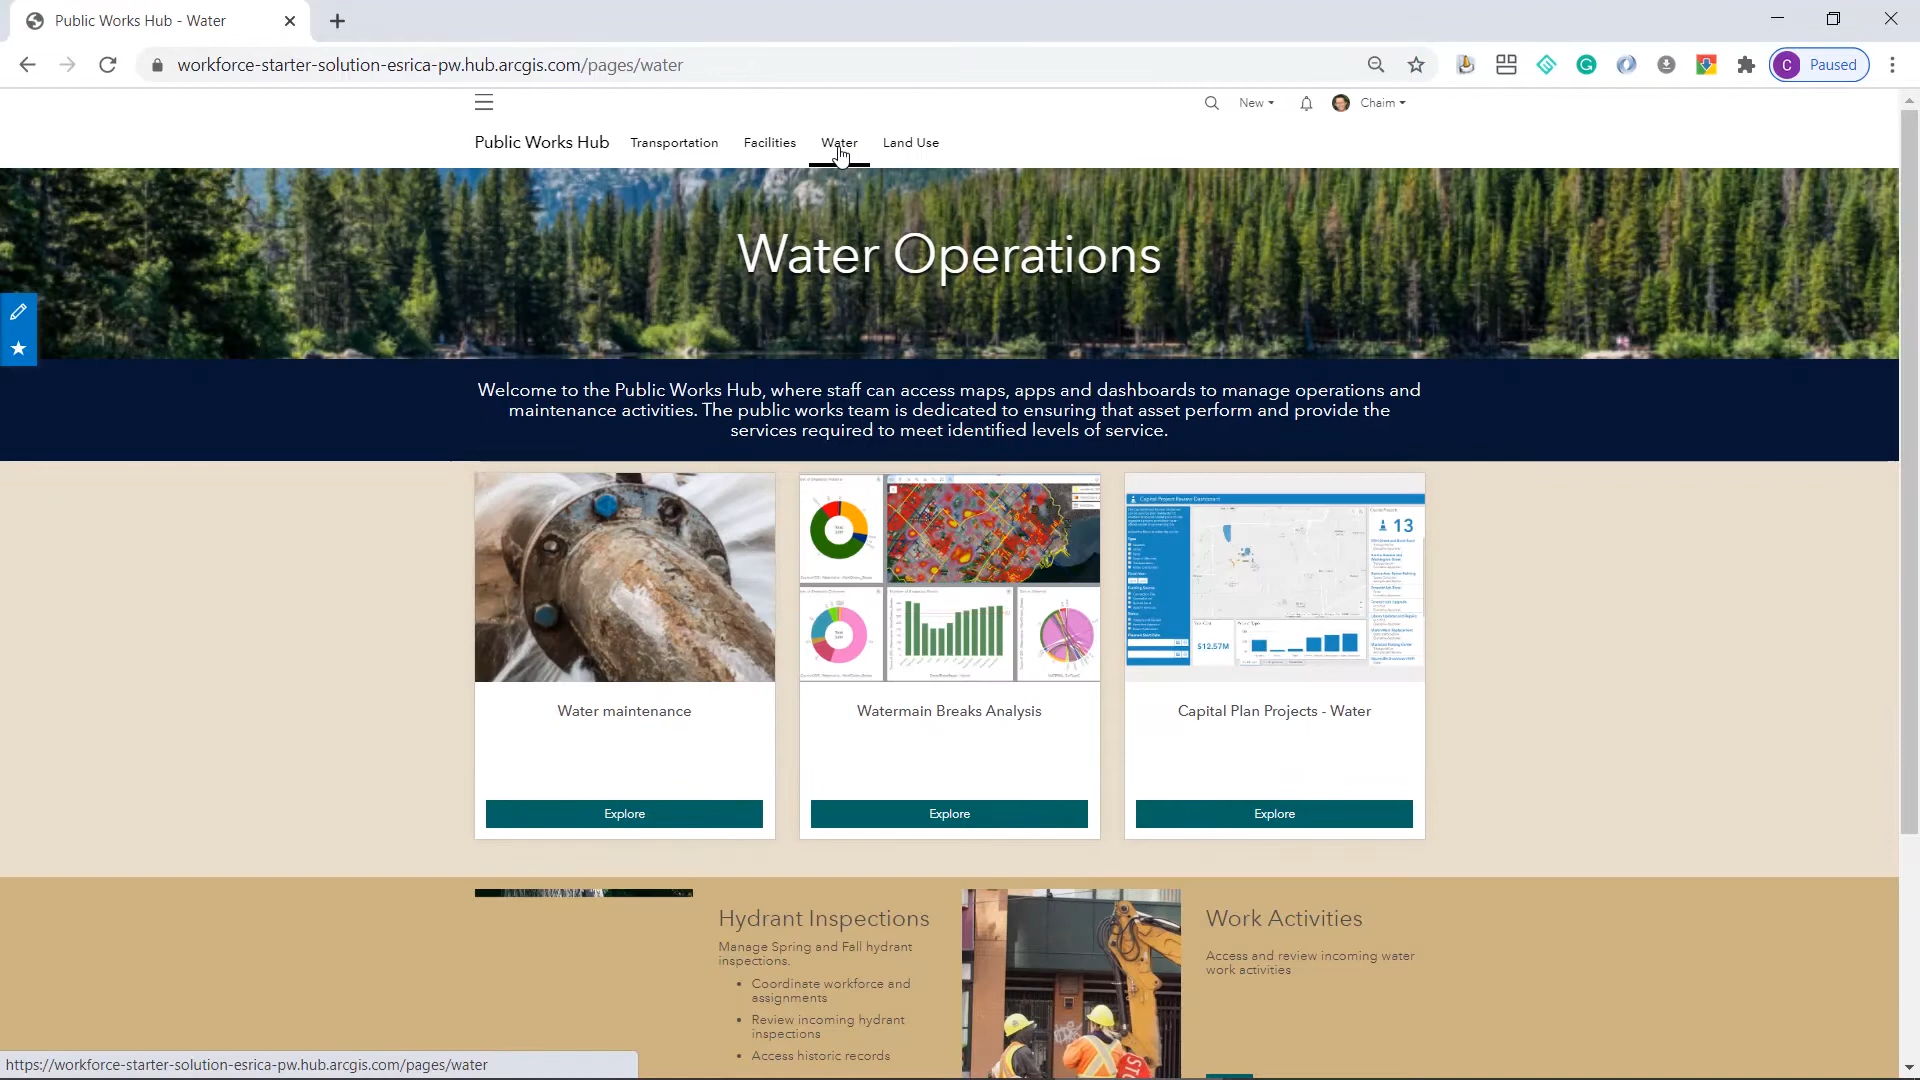 Public Works Hub - Water
workforce-starter-solution-esrica-pw.hub.arcgis.com/pages/water
C Paused
New
Chaim
Public Works Hub Transportation Facilities Water Land Use
Water Operations
Welcome to the Public Works Hub, where staff can access maps, apps and dashboards to manage operations and
maintenance activities. The public works team is dedicated to ensuring that asset perform and provide the
services required to meet identified levels of service.
Capital Project Review Dashboard
13
$12.57M
Water maintenance
Watermain Breaks Analysis
Capital Plan Projects - Water
Explore
Explore
Explore
Hydrant Inspections
Manage Spring and Fall hydrant
inspections.
• Coordinate workforce and
assignments
• Review incoming hydrant
inspections
• Access historic records
STO
Work Activities
Access and review incoming water
work activities
https://workforce-starter-solution-esrica-pw.hub.arcgis.com/pages/water